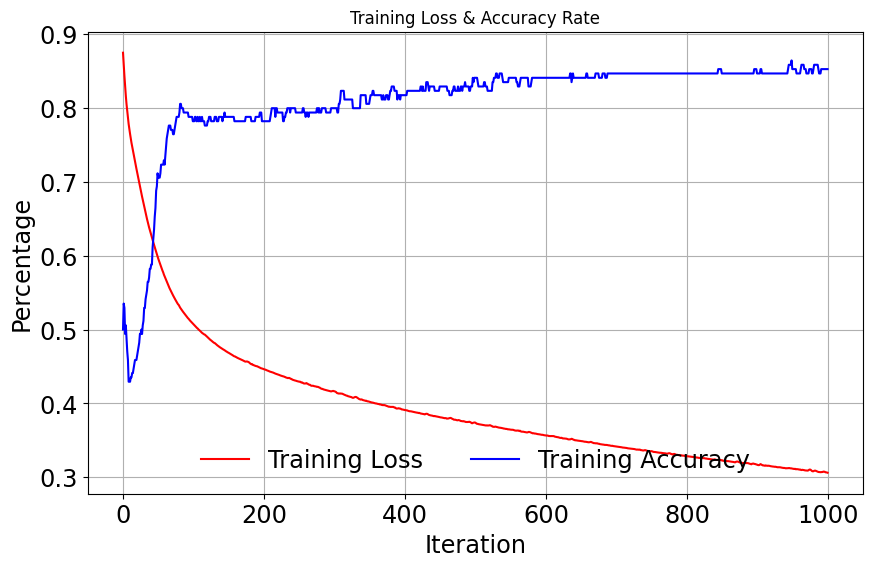 Training Loss & Accuracy Rate
0.9
0.8
0.7
0.6
0.5
0.4
0.3
Percentage
Training Loss Training Accuracy
0 200 400 600 800 1000
Iteration